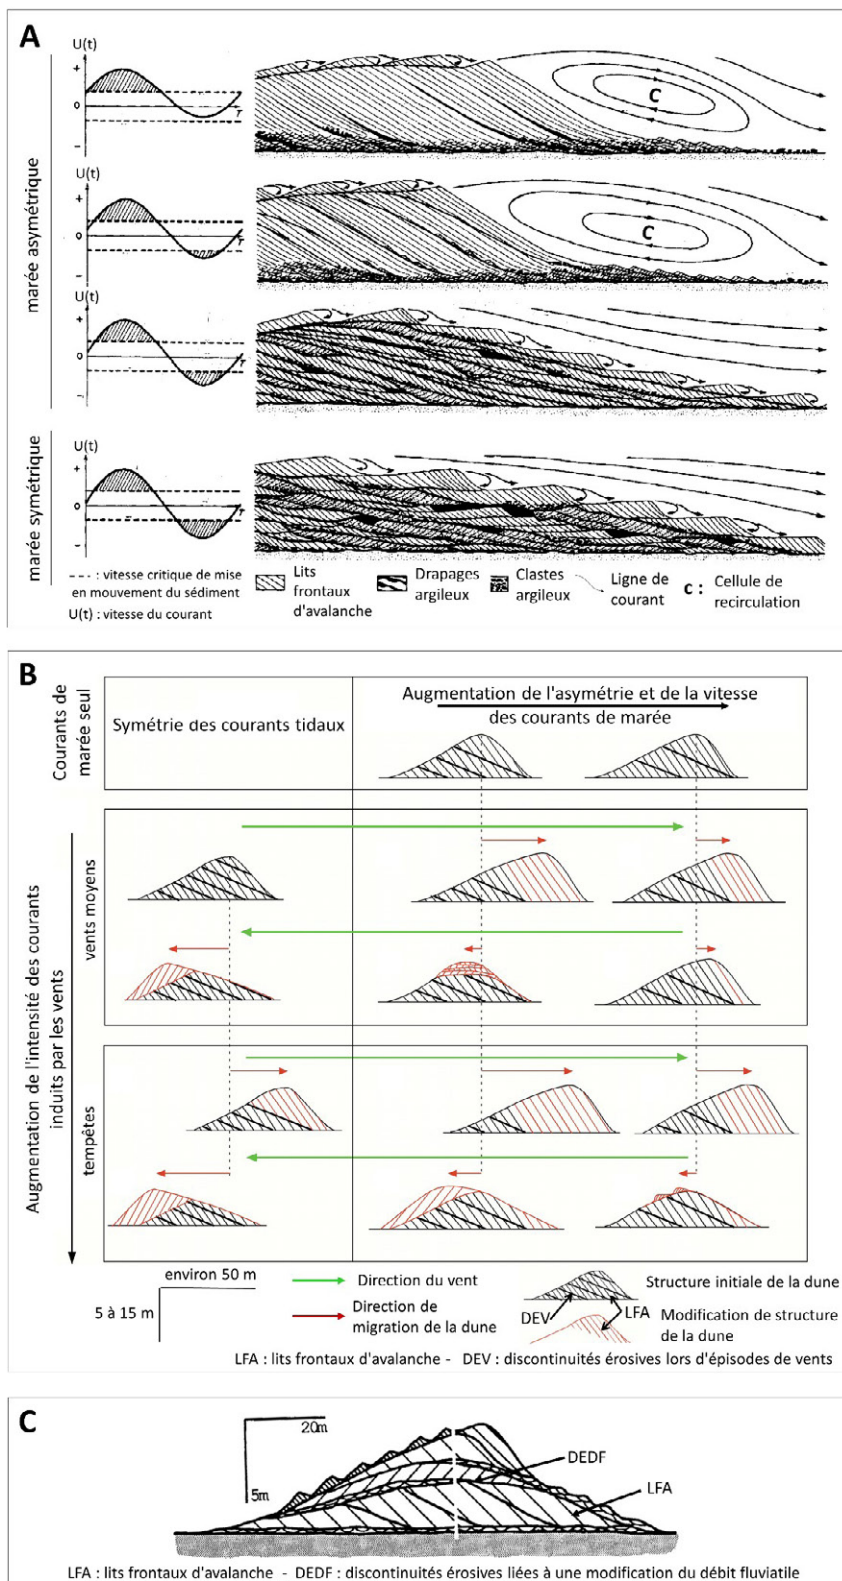 A
U(t)
+
0
T
-
C
marée asymétrique
U(t)
+
0
T
-
C
U(t)
+
0
T
-
marée symétrique
U(t)
+
0
T
-
--- : vitesse critique de mise
en mouvement du sédiment
U(t) : vitesse du courant
Lits
frontaux
d'avalanche
Drapages
argileux
Clastes
argileux
Ligne de
courant
C :
Cellule de
recirculation
B
Courants de
marée seul
Symétrie des courants tidaux
Augmentation de l'asymétrie et de la vitesse
des courants de marée
Augmentation de l'intensité des courants
induits par les vents
vents moyens
tempêtes
environ 50 m
5 à 15 m
Direction du vent
Direction de
migration de la dune
Structure initiale de la dune
DEV
LFA
Modification de structure
de la dune
LFA : lits frontaux d'avalanche - DEV : discontinuités érosives lors d'épisodes de vents
C
20m
5m
DEDF
LFA
LFA : lits frontaux d'avalanche - DEDF : discontinuités érosives liées à une modification du débit fluviatile